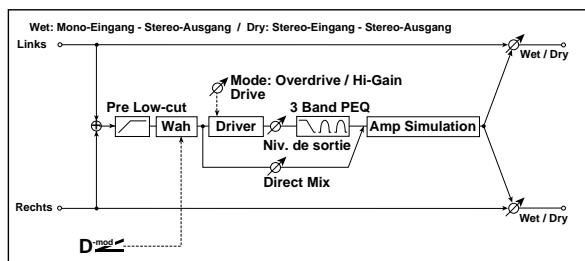 Wet: Mono-Eingang - Stereo-Ausgang / Dry: Stereo-Eingang - Stereo-Ausgang
Links
Wet / Dry
Mode: Overdrive / Hi-Gain
Drive
Pre Low-cut
3 Band PEQ
Wah
Driver
Amp Simulation
Niv. de sortie
Direct Mix
Rechts
Wet / Dry
D-mod